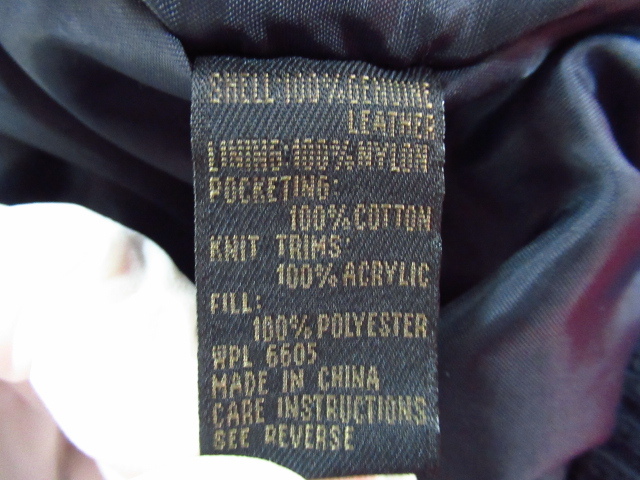 SHELL 100% GENUINE
LEATHER
LINING: 100% NYLON
POCKETING:
100% COTTON
KNIT TRIMS:
100% ACRYLIC
FILL:
100% POLYESTER
WPL 6605
MADE IN CHINA
CARE INSTRUCTIONS
SEE REVERSE